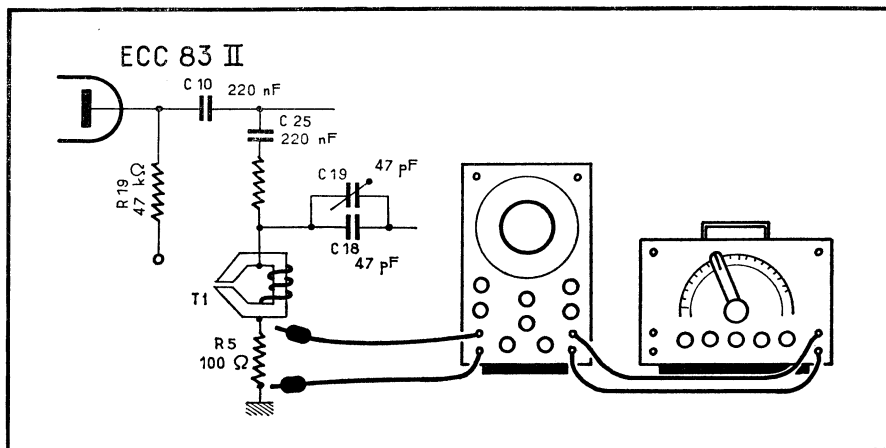 ECC 83 II
C 10
220 nF
C 25
220 nF
R 19
47 kΩ
C 19
47 pF
C 18
47 pF
T1
R 5
100 Ω